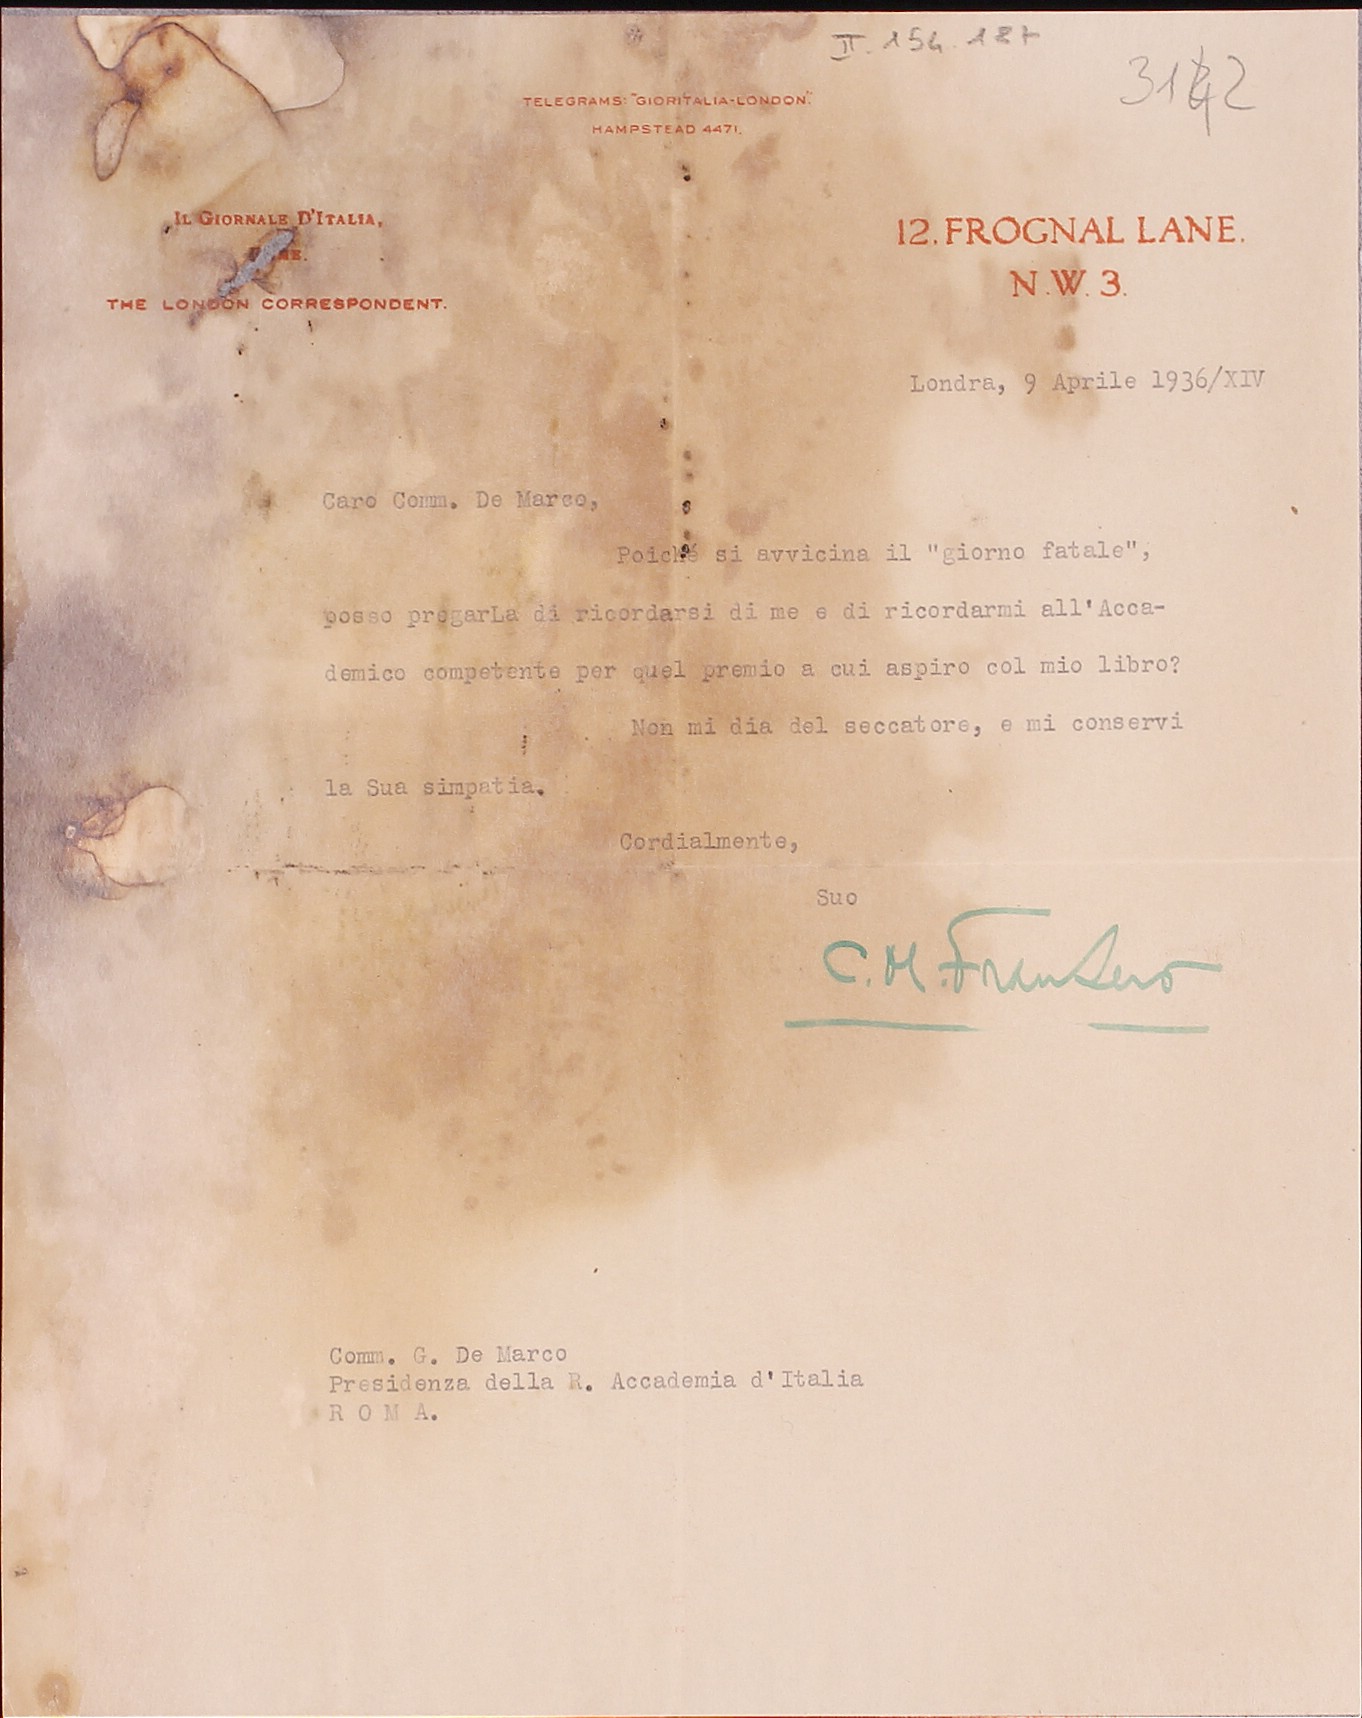 II. 154. 187
3142
TELEGRAMS: "GIORITALIA-LONDON."
HAMPSTEAD 4471.
IL GIORNALE D'ITALIA,
ROME.
THE LONDON CORRESPONDENT.
12. FROGNAL LANE.
N.W. 3.
Londra, 9 Aprile 1936/XIV
Caro Comm. De Marco,
Poiché si avvicina il "giorno fatale",
posso pregarLa di ricordarsi di me e di ricordarmi all'Acca-
demico competente per quel premio a cui aspiro col mio libro?
Non mi dia del seccatore, e mi conservi
la Sua simpatia.
Cordialmente,
Suo
C. M. Franzero
Comm. G. De Marco
Presidenza della R. Accademia d'Italia
R O M A.